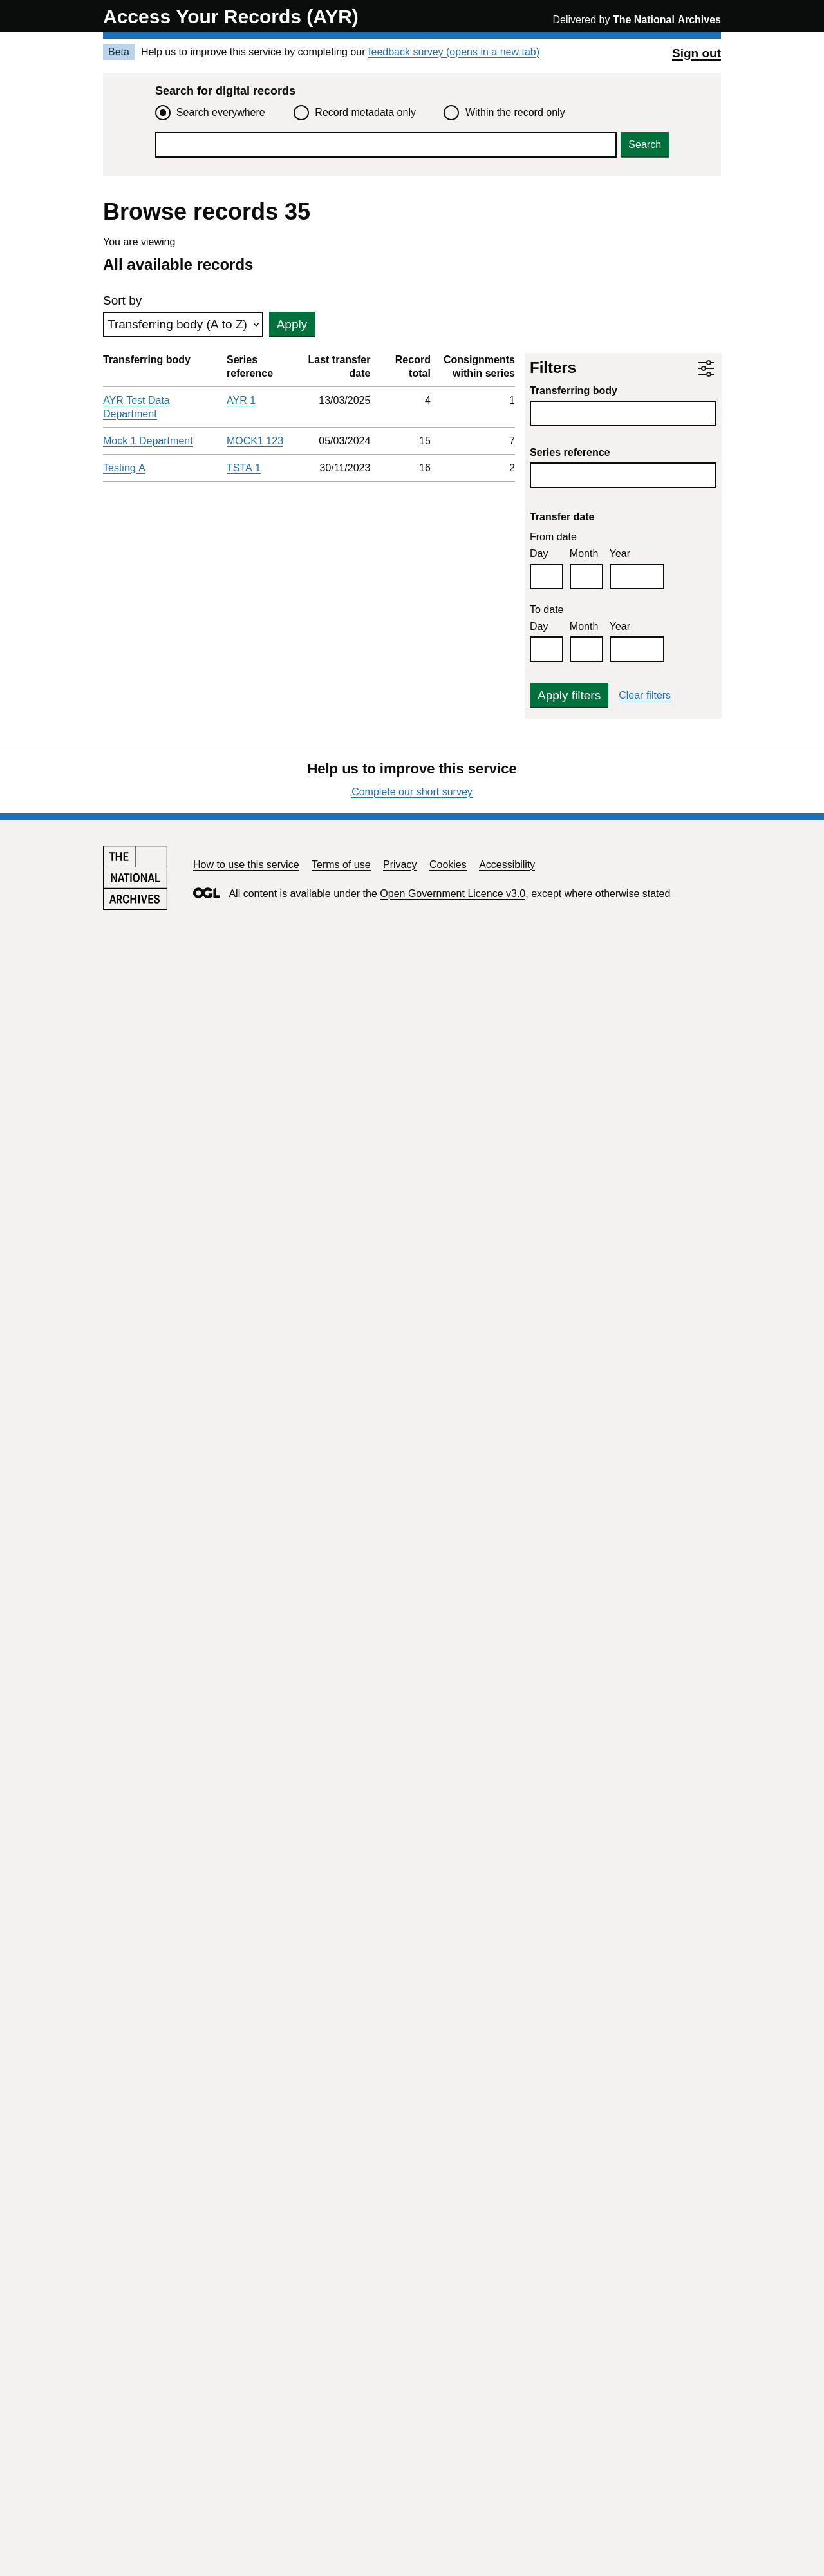 Access Your Records (AYR)
Delivered by The National Archives
Beta
Help us to improve this service by completing our feedback survey (opens in a new tab)
Sign out
Search for digital records
Search everywhere
Record metadata only
Within the record only
Search
Browse records 35
You are viewing
All available records
Sort by
Transferring body (A to Z)
Apply
Transferring body Series reference Last transfer date Record total Consignments within series
AYR Test Data Department AYR 1 13/03/2025 4 1
Mock 1 Department MOCK1 123 05/03/2024 15 7
Testing A TSTA 1 30/11/2023 16 2
Filters
Transferring body
Series reference
Transfer date
From date
Day Month Year
To date
Day Month Year
Apply filters Clear filters
Help us to improve this service
Complete our short survey
THE
NATIONAL
ARCHIVES
How to use this service Terms of use Privacy Cookies Accessibility
OGL All content is available under the Open Government Licence v3.0, except where otherwise stated